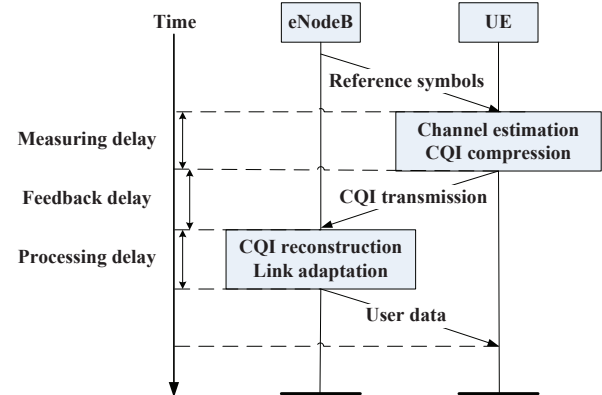 Time
eNodeB
UE
Reference symbols
Measuring delay
Channel estimation
CQI compression
Feedback delay
CQI transmission
Processing delay
CQI reconstruction
Link adaptation
User data